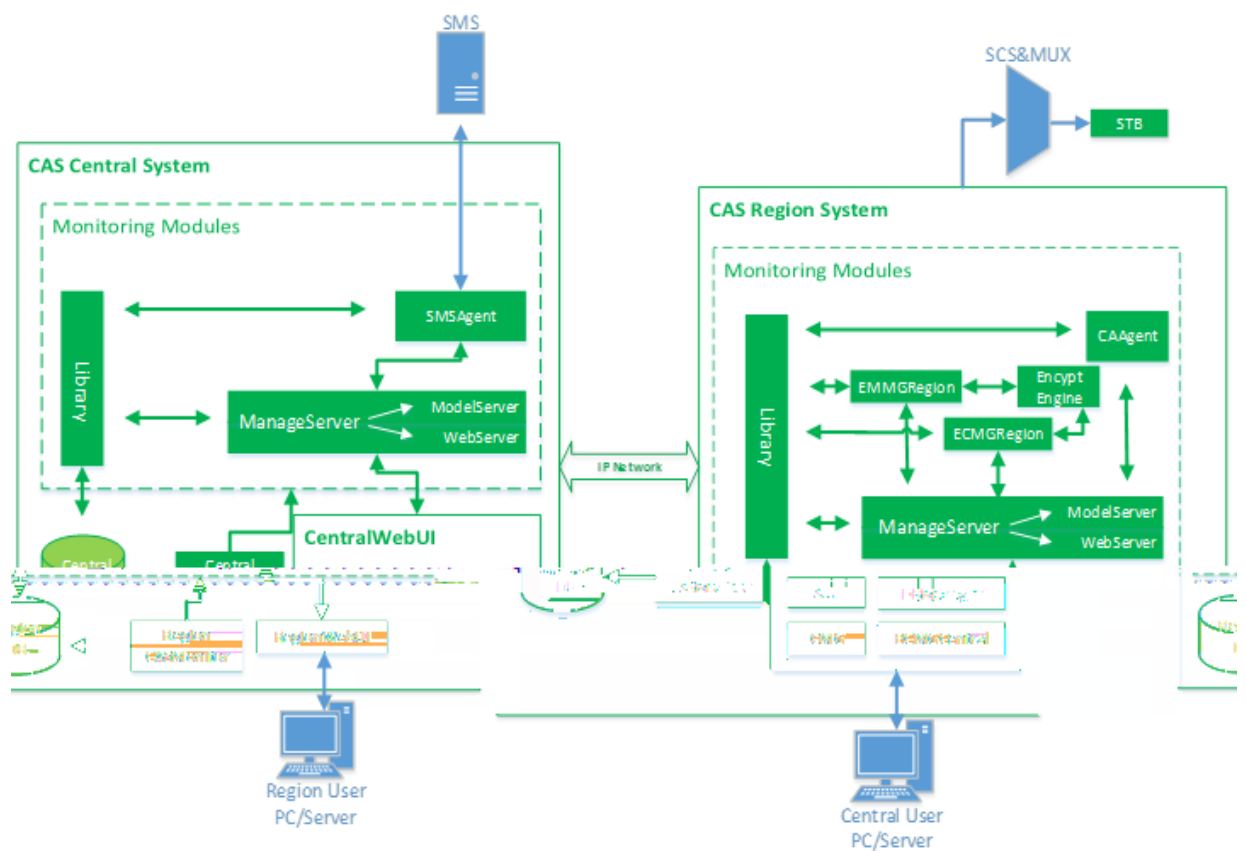 SMS
SCS&MUX
STB
CAS Central System
Monitoring Modules
SMSAgent
Library
ManageServer
ModelServer
WebServer
CentralWebUI
Central
Central
IP Network
CAS Region System
Monitoring Modules
CAAgent
EMMGRegion
Encypt
Engine
Library
ECMGRegion
ManageServer
ModelServer
WebServer
Region User
PC/Server
Central User
PC/Server